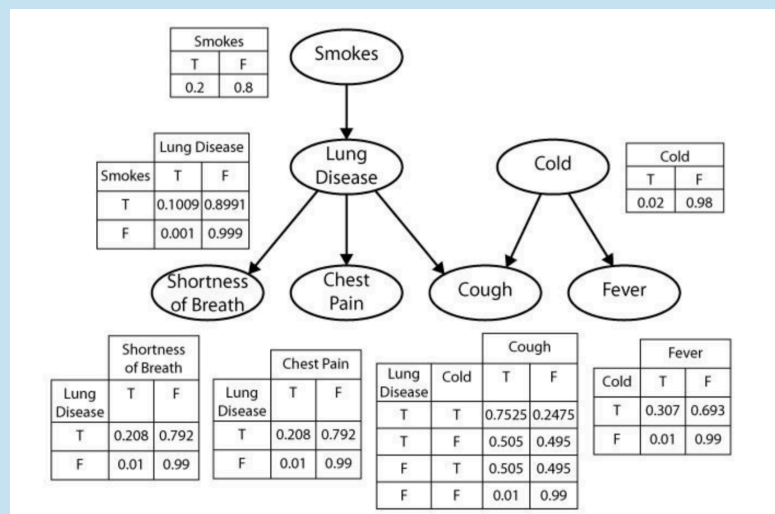 Smokes
T F
0.2 0.8
Smokes
Lung Disease
Smokes T F
T 0.1009 0.8991
F 0.001 0.999
Lung
Disease
Cold
Cold
T F
0.02 0.98
Shortness
of Breath
Chest
Pain
Cough
Fever
Shortness
of Breath
Lung
Disease
T F
T 0.208 0.792
F 0.01 0.99
Chest Pain
Lung
Disease
T F
T 0.208 0.792
F 0.01 0.99
Cough
Lung
Disease
Cold T F
T T 0.7525 0.2475
T F 0.505 0.495
F T 0.505 0.495
F F 0.01 0.99
Fever
Cold T F
T 0.307 0.693
F 0.01 0.99